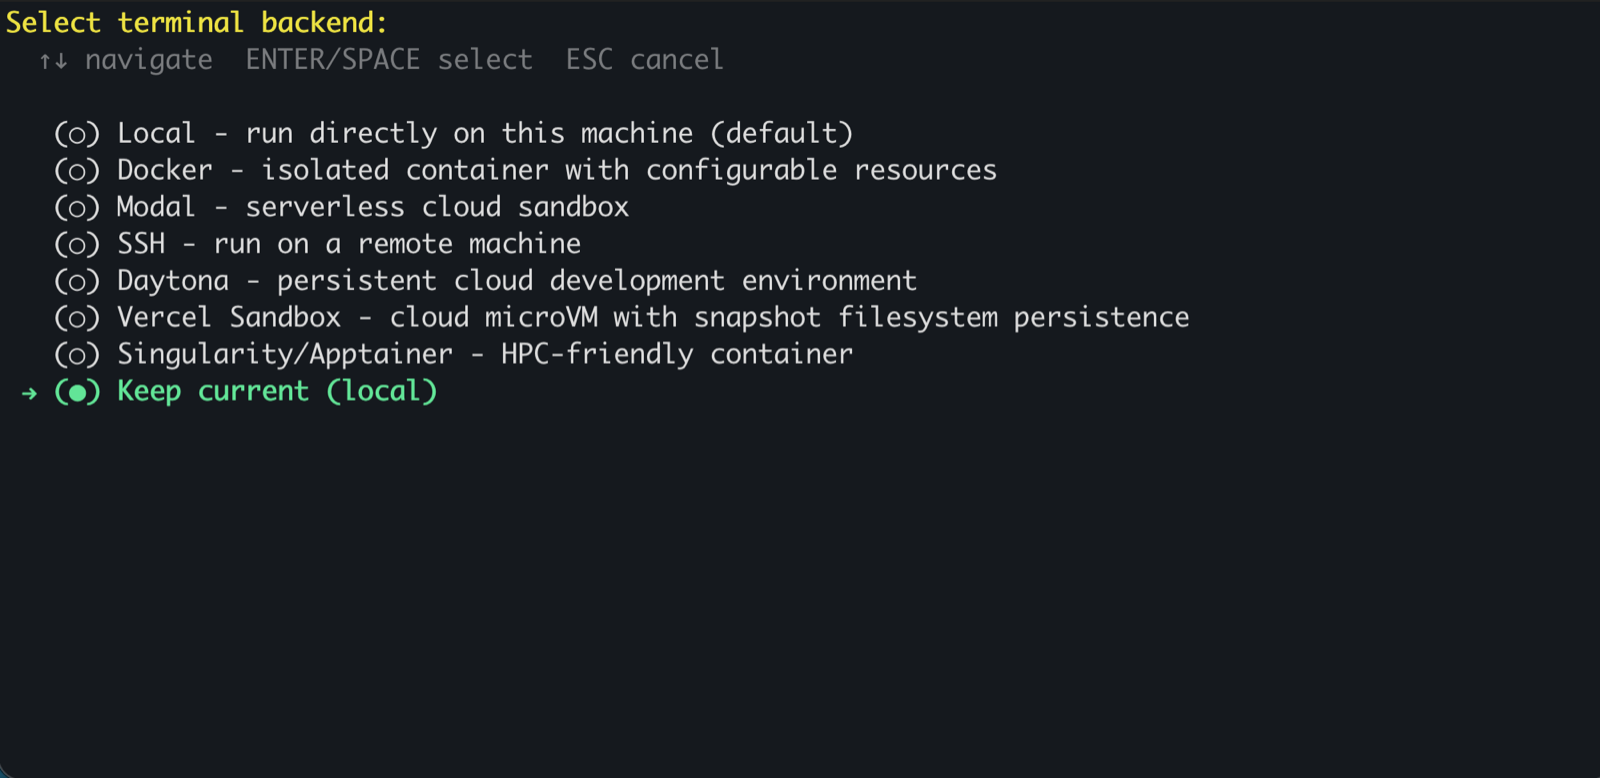 Select terminal backend:
↑↓ navigate  ENTER/SPACE select  ESC cancel
(○) Local - run directly on this machine (default)
(○) Docker - isolated container with configurable resources
(○) Modal - serverless cloud sandbox
(○) SSH - run on a remote machine
(○) Daytona - persistent cloud development environment
(○) Vercel Sandbox - cloud microVM with snapshot filesystem persistence
(○) Singularity/Apptainer - HPC-friendly container
→ (●) Keep current (local)